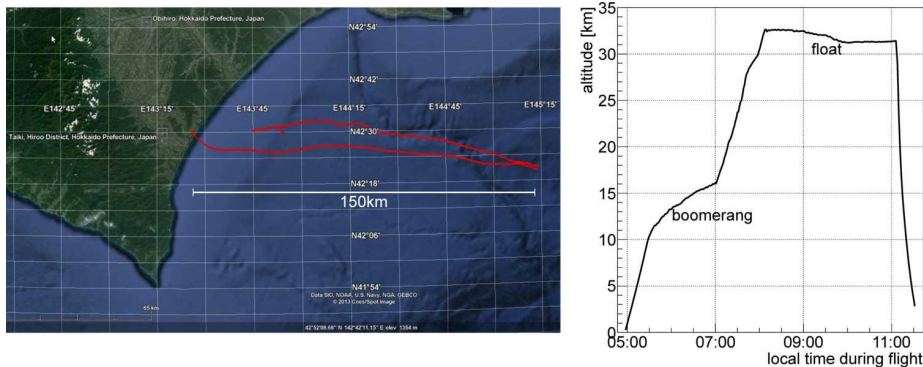 Obihiro, Hokkaido Prefecture, Japan
N42°54'
N42°42'
E142°45'
E143°15'
E143°45'
E144°15'
E144°45'
E145°15'
Taiki, Hiroo District, Hokkaido Prefecture, Japan
N42°30'
N42°18'
150km
N42°06'
N41°54'
Data SIO, NOAA, U.S. Navy, NGA, GEBCO
© 2013 Cnes/Spot Image
65 km
42°52'08.68" N 142°42'11.15" E elev 1354 m
altitude [km]
35
30
25
20
15
10
5
0
float
boomerang
05:00
07:00
09:00
11:00
local time during flight